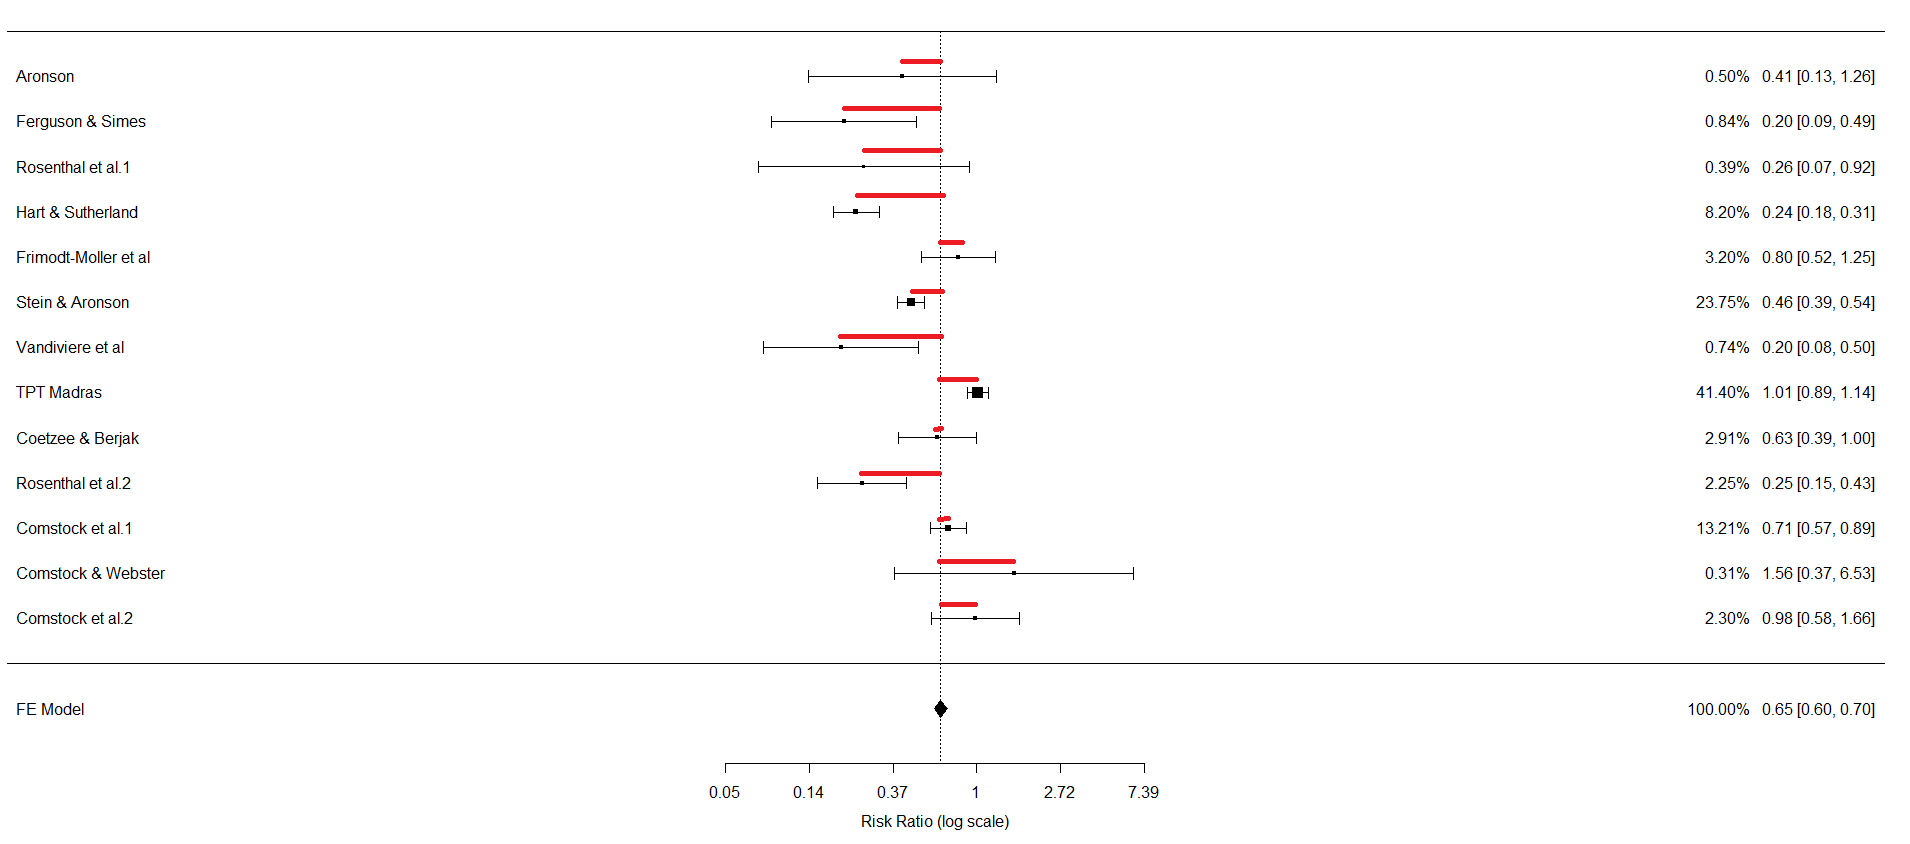 Aronson 0.50% 0.41 [0.13, 1.26]
Ferguson & Simes 0.84% 0.20 [0.09, 0.49]
Rosenthal et al.1 0.39% 0.26 [0.07, 0.92]
Hart & Sutherland 8.20% 0.24 [0.18, 0.31]
Frimodt-Moller et al 3.20% 0.80 [0.52, 1.25]
Stein & Aronson 23.75% 0.46 [0.39, 0.54]
Vandiviere et al 0.74% 0.20 [0.08, 0.50]
TPT Madras 41.40% 1.01 [0.89, 1.14]
Coetzee & Berjak 2.91% 0.63 [0.39, 1.00]
Rosenthal et al.2 2.25% 0.25 [0.15, 0.43]
Comstock et al.1 13.21% 0.71 [0.57, 0.89]
Comstock & Webster 0.31% 1.56 [0.37, 6.53]
Comstock et al.2 2.30% 0.98 [0.58, 1.66]
FE Model 100.00% 0.65 [0.60, 0.70]
0.05 0.14 0.37 1 2.72 7.39
Risk Ratio (log scale)